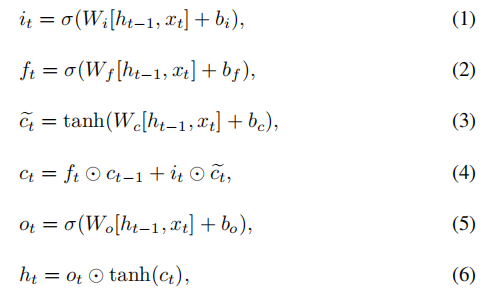 i_t = σ(W_i[h_{t−1}, x_t] + b_i), (1)
f_t = σ(W_f[h_{t−1}, x_t] + b_f), (2)
c̃_t = tanh(W_c[h_{t−1}, x_t] + b_c), (3)
c_t = f_t ⊙ c_{t−1} + i_t ⊙ c̃_t, (4)
o_t = σ(W_o[h_{t−1}, x_t] + b_o), (5)
h_t = o_t ⊙ tanh(c_t), (6)